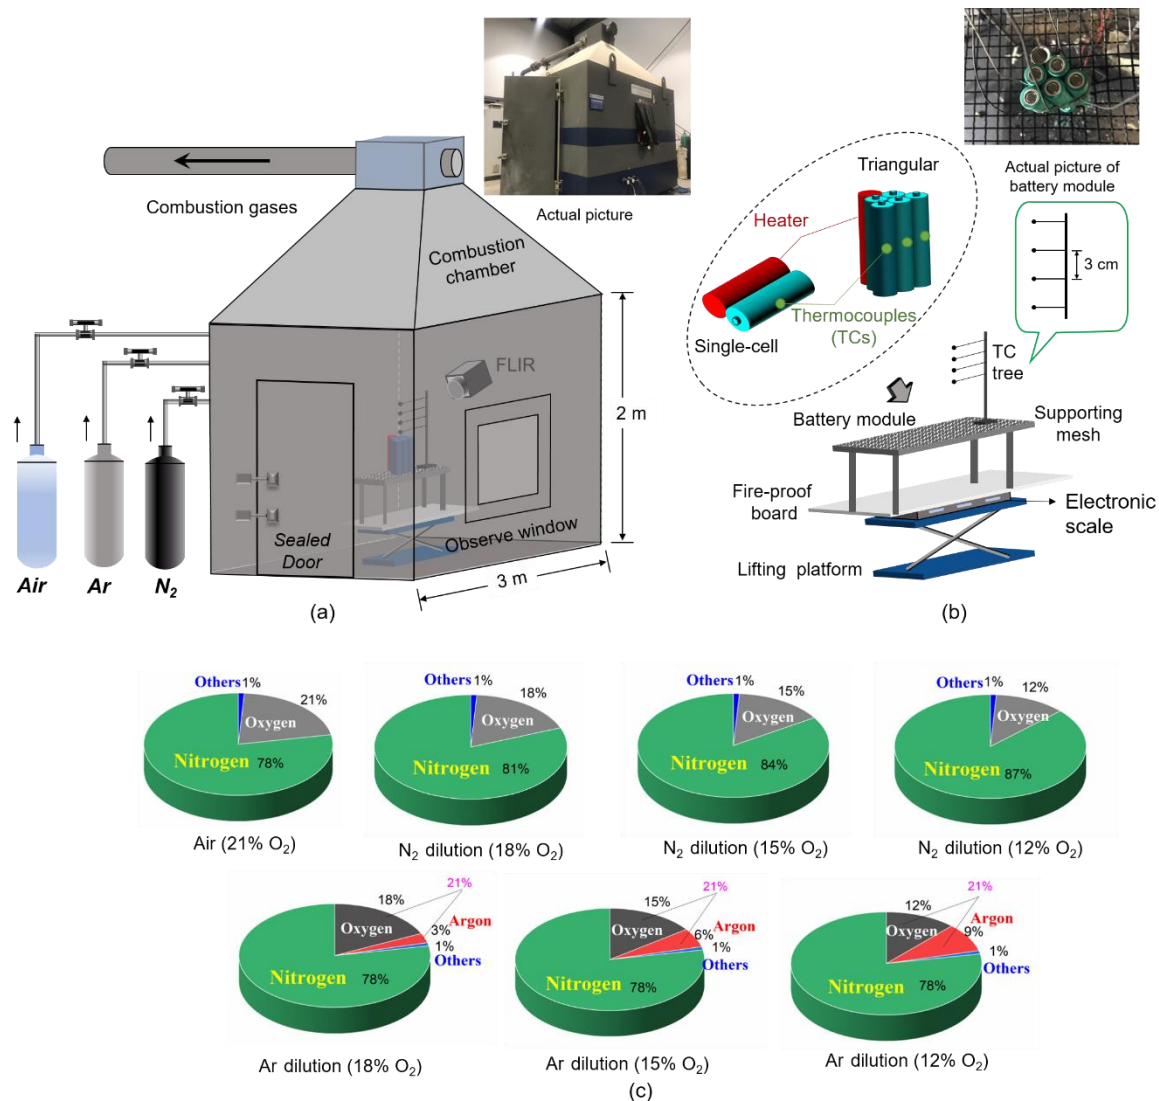 Combustion gases
Actual picture
Combustion
chamber
FLIR
2 m
3 m
Sealed
Door
Observe window
Air
Ar
N₂
(a)
Actual picture of
battery module
Triangular
Heater
Thermocouples
(TCs)
Single-cell
3 cm
TC
tree
Battery module
Supporting
mesh
Fire-proof
board
Electronic
scale
Lifting platform
(b)
Others 1%
21%
Oxygen
Nitrogen 78%
Air (21% O₂)
Others 1%
18%
Oxygen
Nitrogen 81%
N₂ dilution (18% O₂)
Others 1%
15%
Oxygen
Nitrogen 84%
N₂ dilution (15% O₂)
Others 1%
12%
Oxygen
Nitrogen 87%
N₂ dilution (12% O₂)
21%
18%
Oxygen
Argon
3%
1%
Others
Nitrogen 78%
Ar dilution (18% O₂)
21%
15%
Oxygen
Argon
6%
1%
Others
Nitrogen 78%
Ar dilution (15% O₂)
21%
12%
Oxygen
Argon
9%
1%
Others
Nitrogen 78%
Ar dilution (12% O₂)
(c)